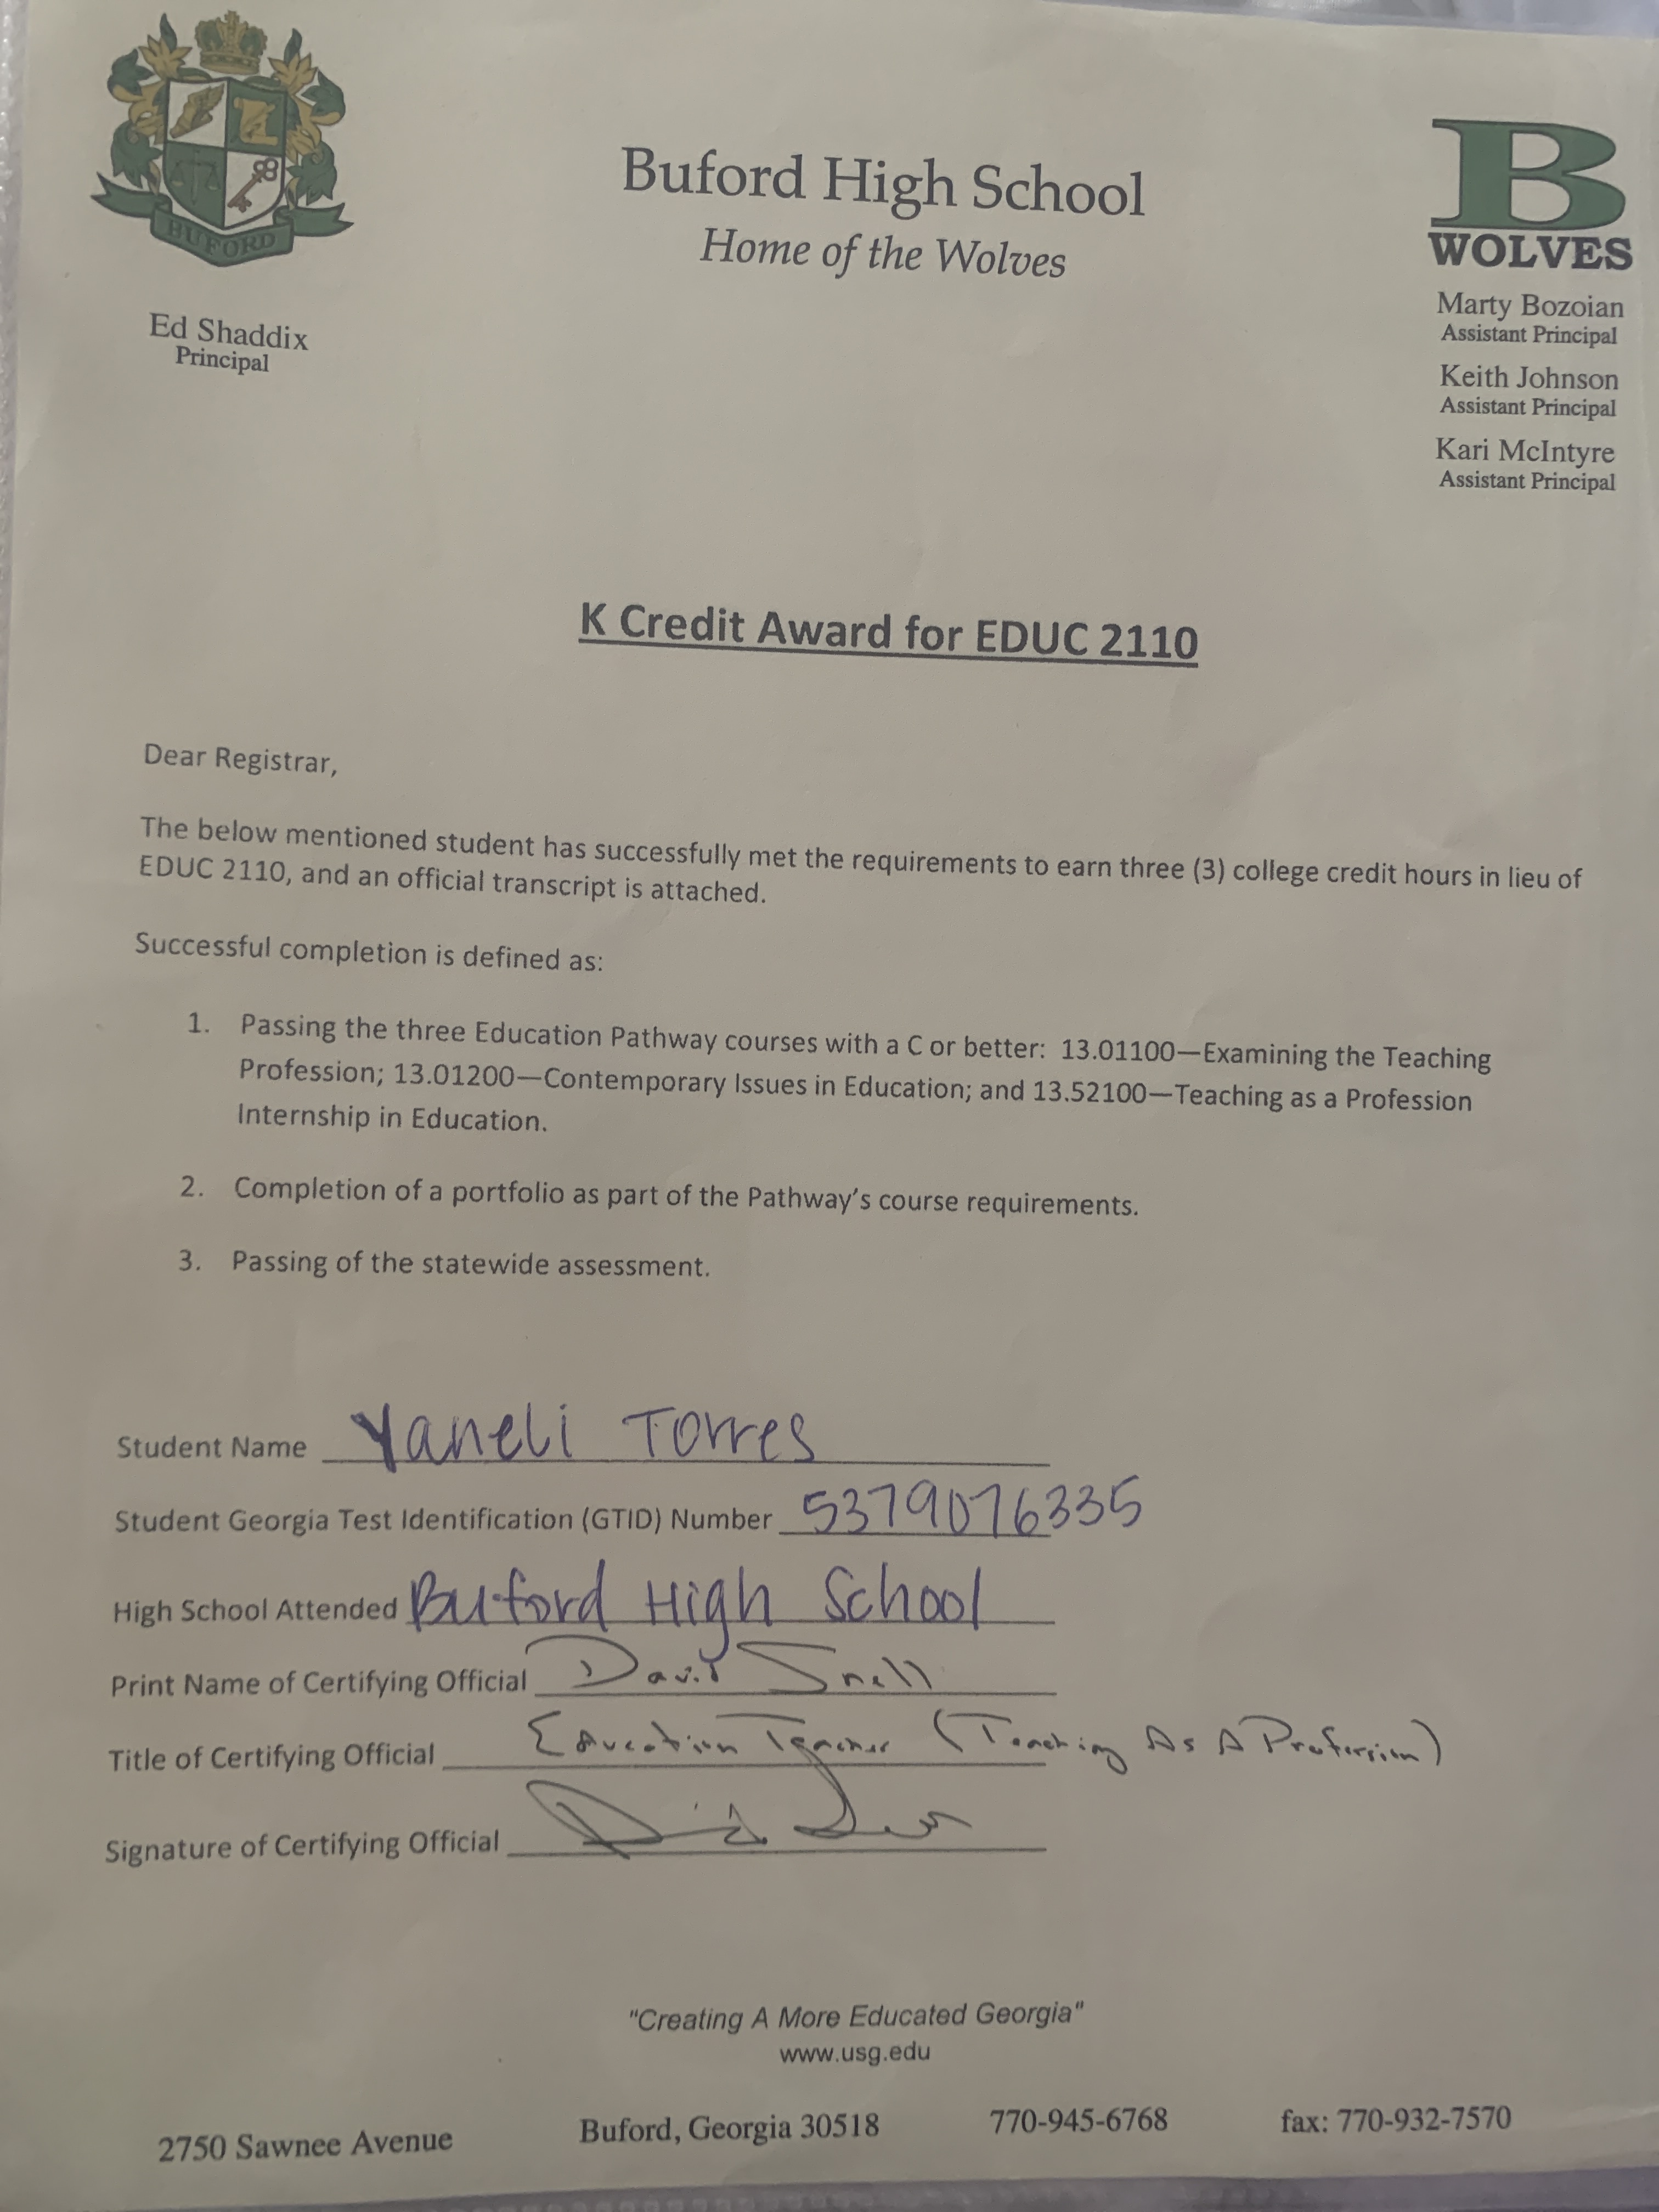 BUFORD
Ed Shaddix
Principal
Buford High School
Home of the Wolves
B
WOLVES
Marty Bozoian
Assistant Principal
Keith Johnson
Assistant Principal
Kari McIntyre
Assistant Principal
K Credit Award for EDUC 2110
Dear Registrar,
The below mentioned student has successfully met the requirements to earn three (3) college credit hours in lieu of
EDUC 2110, and an official transcript is attached.
Successful completion is defined as:
1. Passing the three Education Pathway courses with a C or better: 13.01100—Examining the Teaching
Profession; 13.01200—Contemporary Issues in Education; and 13.52100—Teaching as a Profession
Internship in Education.
2. Completion of a portfolio as part of the Pathway's course requirements.
3. Passing of the statewide assessment.
Student Name Yaneli Torres
Student Georgia Test Identification (GTID) Number 5379076335
High School Attended Buford High School
Print Name of Certifying Official David Snell
Title of Certifying Official Education Teacher (Teaching As A Profession)
Signature of Certifying Official
"Creating A More Educated Georgia"
www.usg.edu
2750 Sawnee Avenue Buford, Georgia 30518 770-945-6768 fax: 770-932-7570